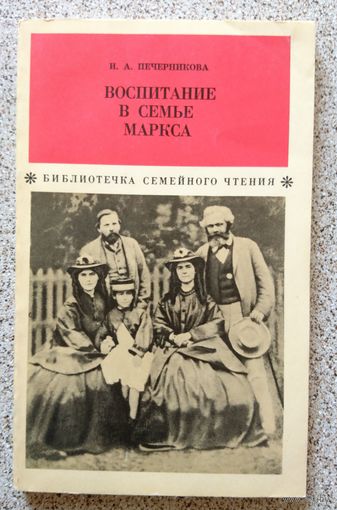 И. А. ПЕЧЕРНИКОВА
ВОСПИТАНИЕ
В СЕМЬЕ
МАРКСА
* БИБЛИОТЕЧКА СЕМЕЙНОГО ЧТЕНИЯ *